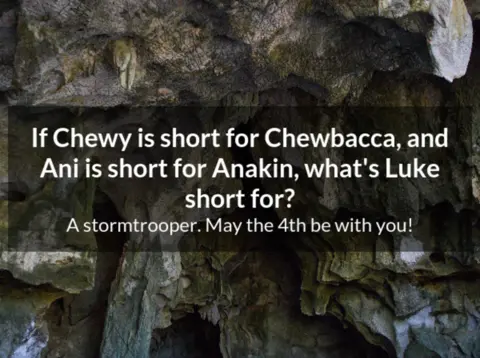 If Chewy is short for Chewbacca, and
Ani is short for Anakin, what's Luke
short for?
A stormtrooper. May the 4th be with you!